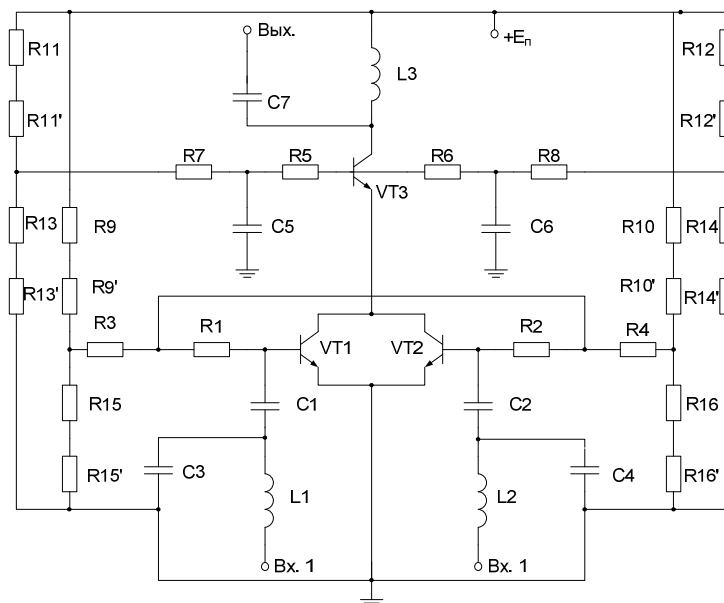 R11
Вых.
+Eп
R12
L3
C7
R11'
R12'
R7
R5
R6
R8
VT3
R13
R9
C5
C6
R10
R14
R13'
R9'
R10'
R14'
R3
R1
R2
R4
VT1
VT2
R15
C1
C2
R16
R15'
C3
L1
L2
C4
R16'
Вх. 1
Вх. 1